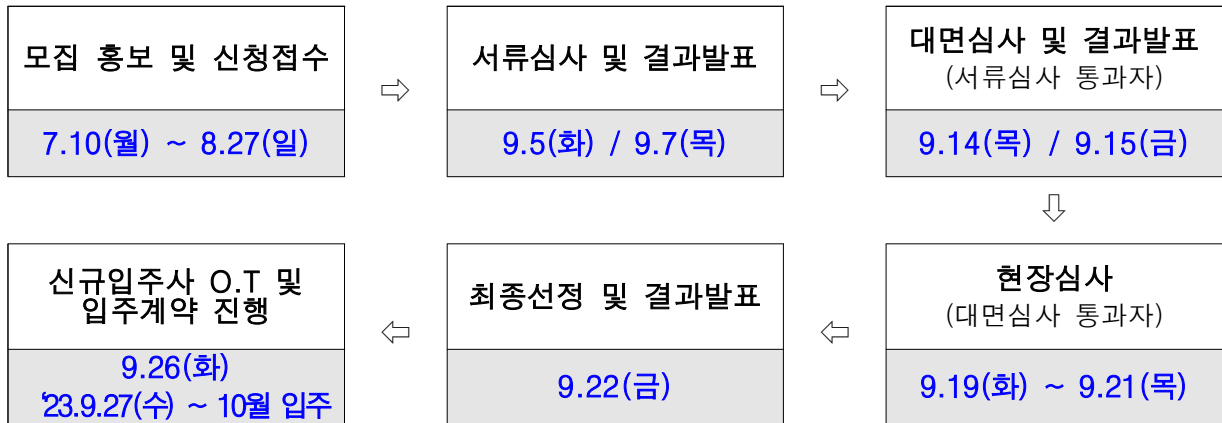 모집 홍보 및 신청접수
7.10(월) ~ 8.27(일)
⇨
서류심사 및 결과발표
9.5(화) / 9.7(목)
⇨
대면심사 및 결과발표
(서류심사 통과자)
9.14(목) / 9.15(금)
⇩
현장심사
(대면심사 통과자)
9.19(화) ~ 9.21(목)
⇦
최종선정 및 결과발표
9.22(금)
⇦
신규입주사 O.T 및
입주계약 진행
9.26(화)
‘23.9.27(수) ~ 10월 입주